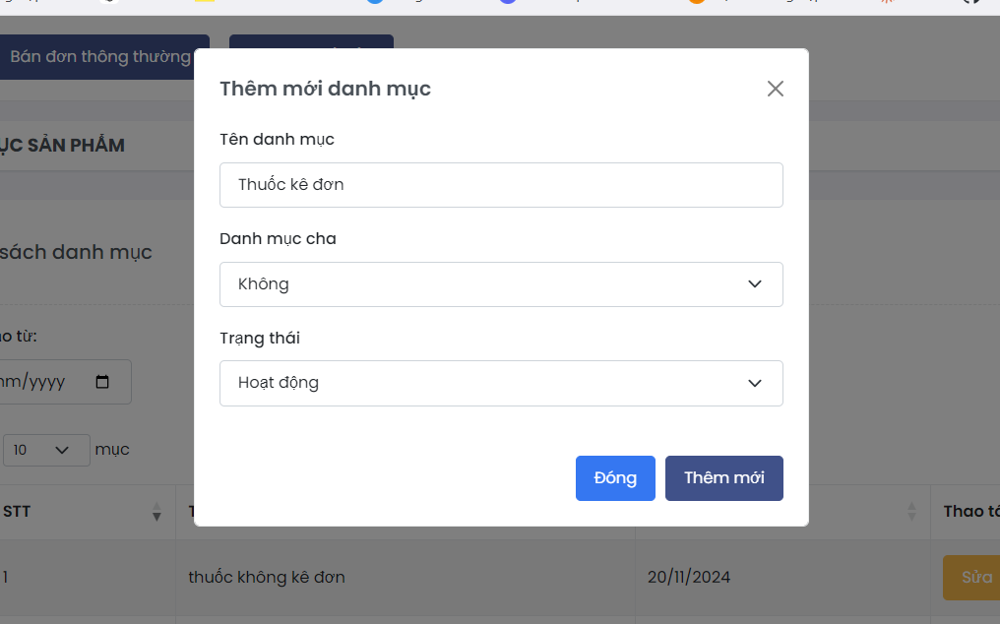 Bán đơn thông thường
Thêm mới danh mục
ỤC SẢN PHẨM
Tên danh mục
Thuốc kê đơn
sách danh mục
Danh mục cha
Không
Trạng thái
o từ:
Hoạt động
mm/yyyy
10
mục
Đóng
Thêm mới
STT
Thao tá
1
thuốc không kê đơn
20/11/2024
Sửa